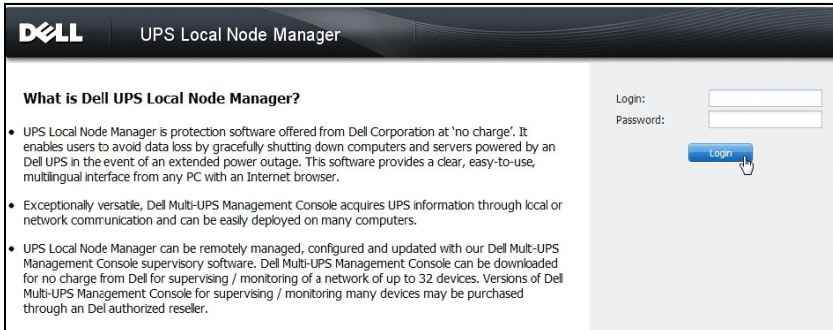 DELL
UPS Local Node Manager
What is Dell UPS Local Node Manager?
• UPS Local Node Manager is protection software offered from Dell Corporation at 'no charge'. It
enables users to avoid data loss by gracefully shutting down computers and servers powered by an
Dell UPS in the event of an extended power outage. This software provides a clear, easy-to-use,
multilingual interface from any PC with an Internet browser.
• Exceptionally versatile, Dell Multi-UPS Management Console acquires UPS information through local or
network communication and can be easily deployed on many computers.
• UPS Local Node Manager can be remotely managed, configured and updated with our Dell Mult-UPS
Management Console supervisory software. Dell Multi-UPS Management Console can be downloaded
for no charge from Dell for supervising / monitoring of a network of up to 32 devices. Versions of Dell
Multi-UPS Management Console for supervising / monitoring many devices may be purchased
through an Del authorized reseller.
Login:
Password:
Login